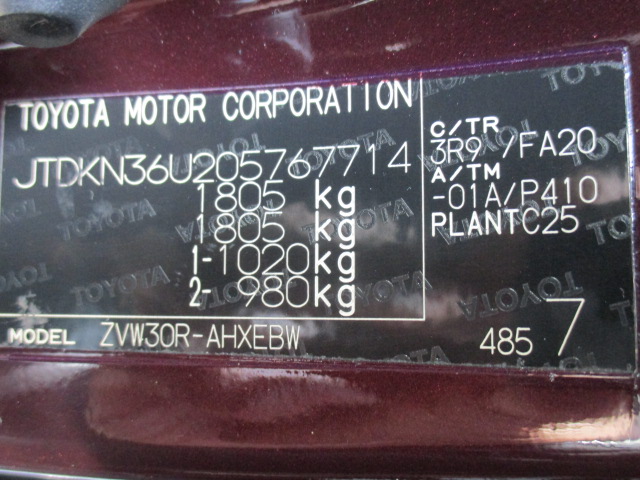 TOYOTA MOTOR CORPORATION
JTDKN36U205767714
1805 kg
1805 kg
1-1020kg
2- 980kg
C/TR
3R9 /FA20
A/TM
-01A/P410
PLANTC25
MODEL ZVW30R-AHXEBW
485 7